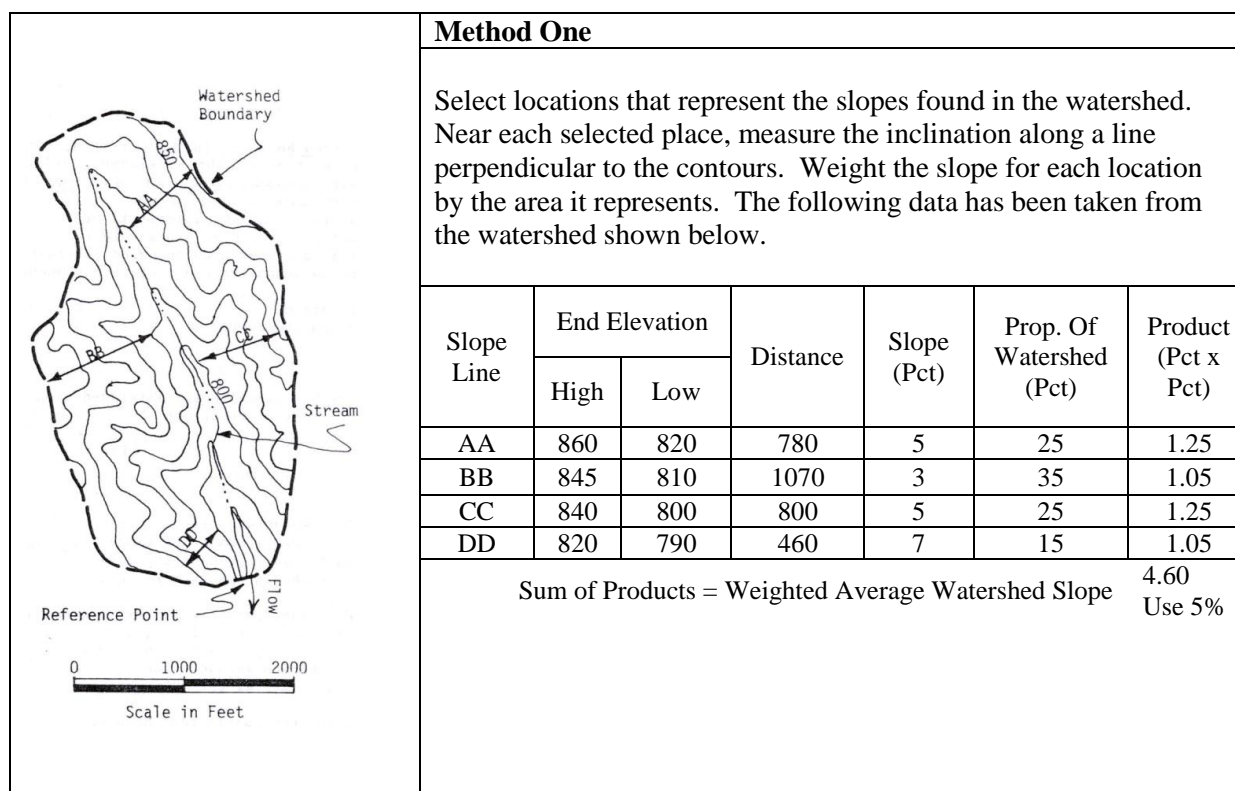 Watershed
Boundary
850
AA
BB
CC
800
Stream
DD
Flow
Reference Point
0 1000 2000
Scale in Feet
Method One
Select locations that represent the slopes found in the watershed.
Near each selected place, measure the inclination along a line
perpendicular to the contours. Weight the slope for each location
by the area it represents. The following data has been taken from
the watershed shown below.
Slope Line End Elevation Distance Slope (Pct) Prop. Of Watershed (Pct) Product (Pct x Pct)
High Low
AA 860 820 780 5 25 1.25
BB 845 810 1070 3 35 1.05
CC 840 800 800 5 25 1.25
DD 820 790 460 7 15 1.05
Sum of Products = Weighted Average Watershed Slope 4.60
Use 5%